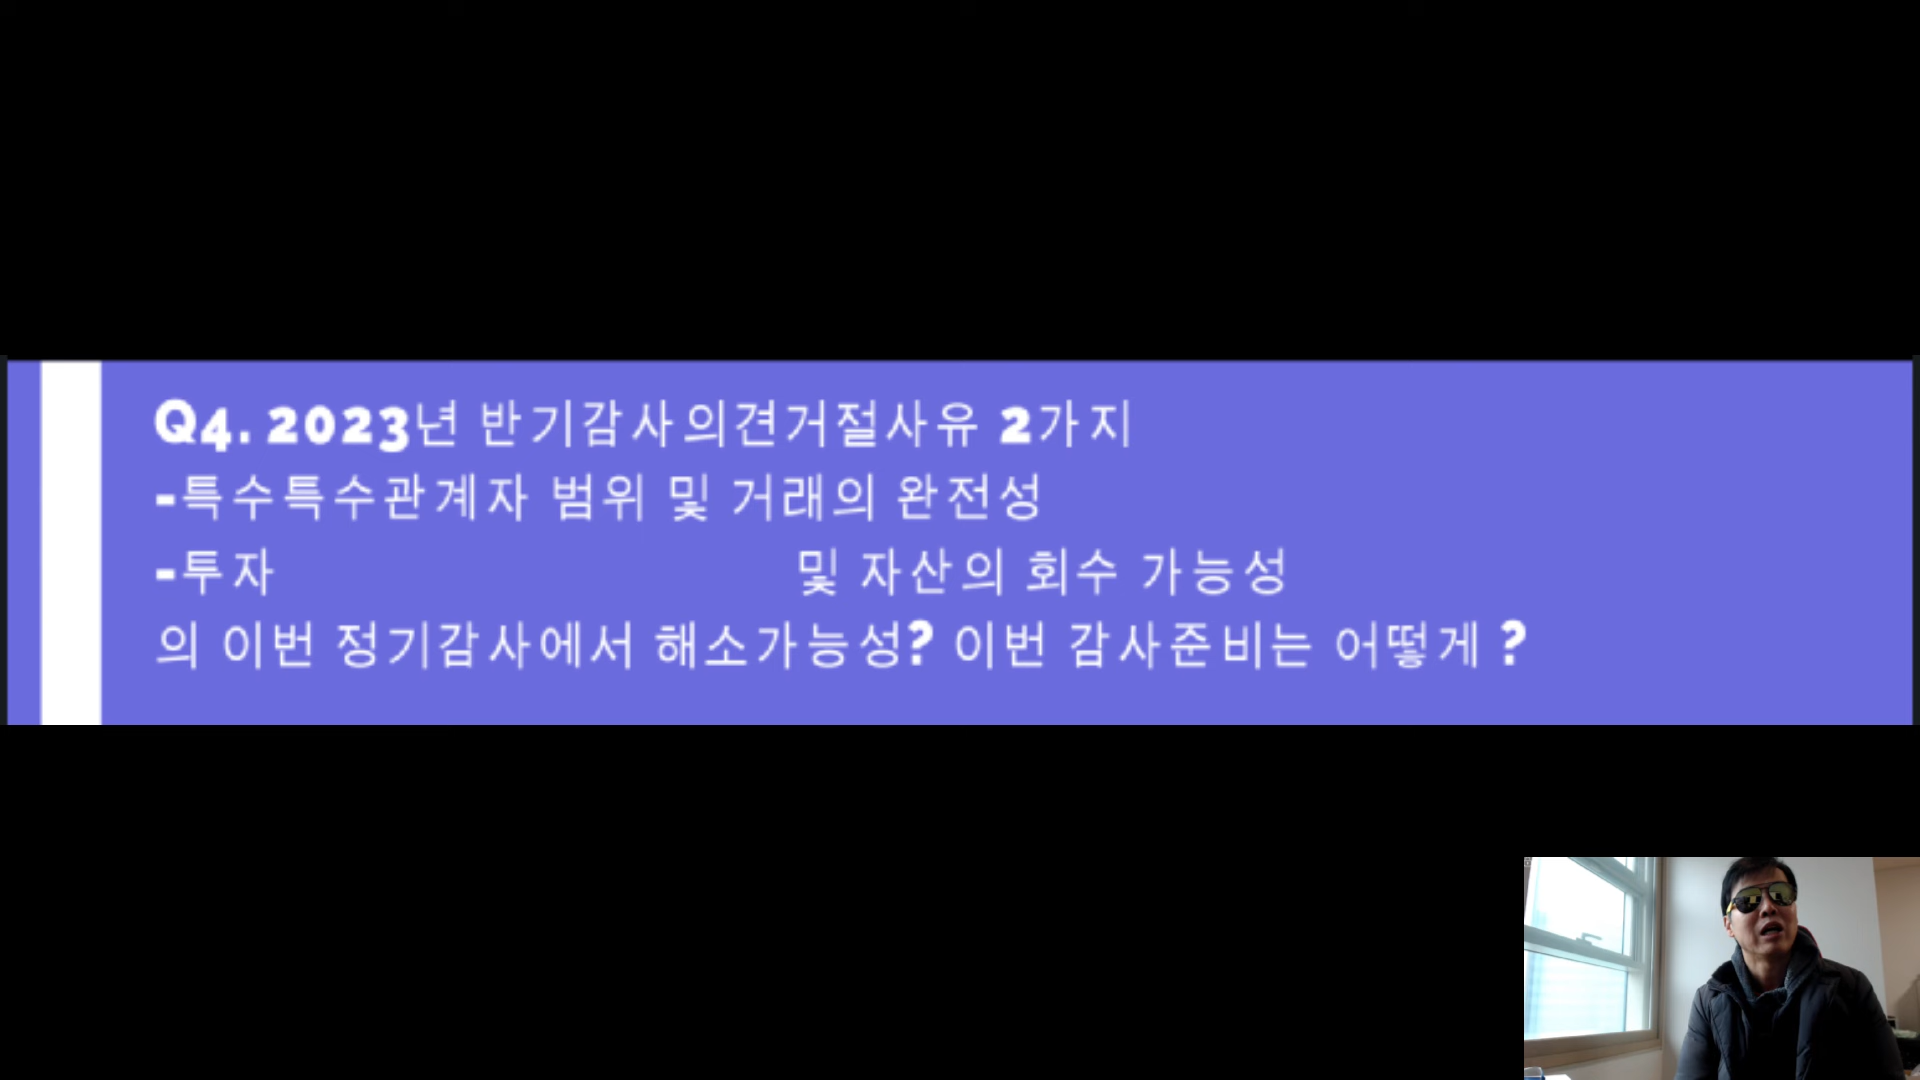 Q4. 2023년 반기감사의견거절사유 2가지
-특수특수관계자 범위 및 거래의 완전성
-투자 및 자산의 회수 가능성
의 이번 정기감사에서 해소가능성? 이번 감사준비는 어떻게 ?